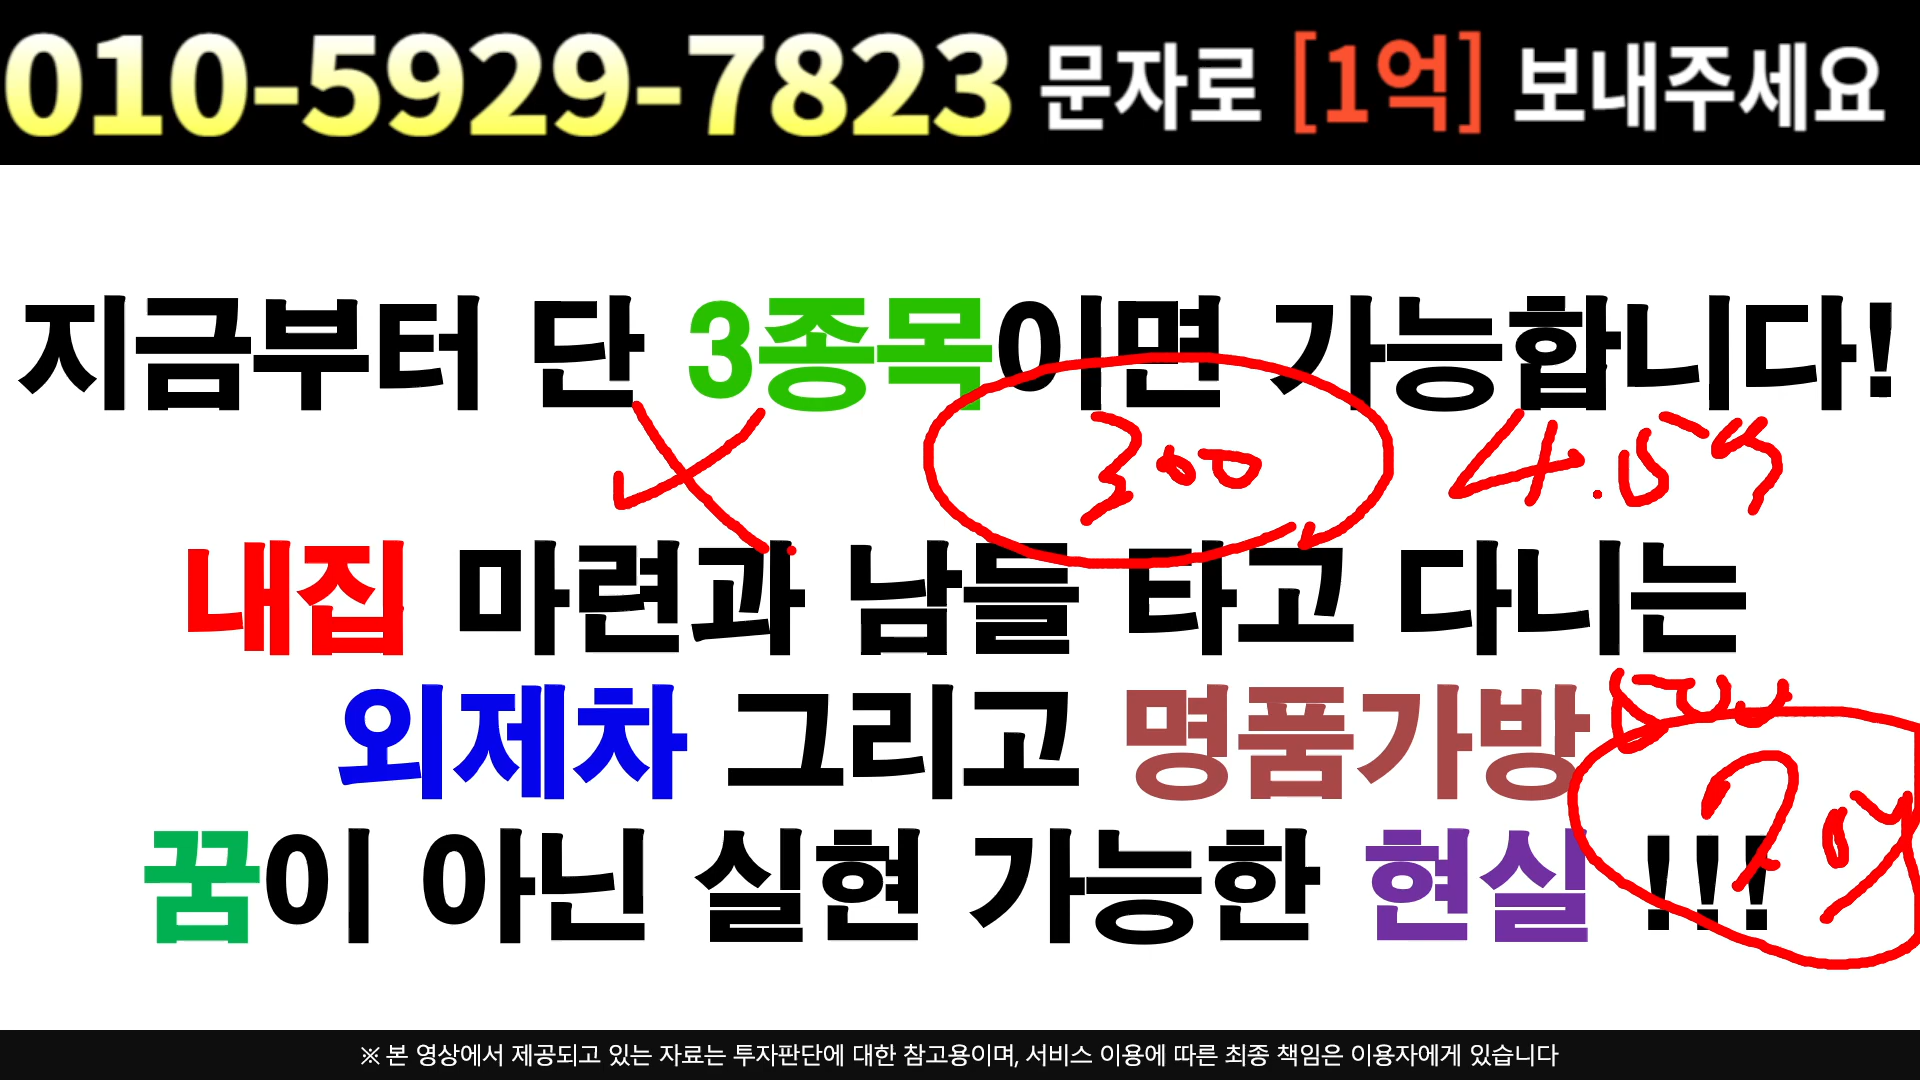 010-5929-7823 문자로 [1억] 보내주세요
지금부터 단 3종목이면 가능합니다!
300 4.5억
내집 마련과 남들 타고 다니는
외제차 그리고 명품가방
꿈이 아닌 실현 가능한 현실 !!!
※ 본 영상에서 제공되고 있는 자료는 투자판단에 대한 참고용이며, 서비스 이용에 따른 최종 책임은 이용자에게 있습니다